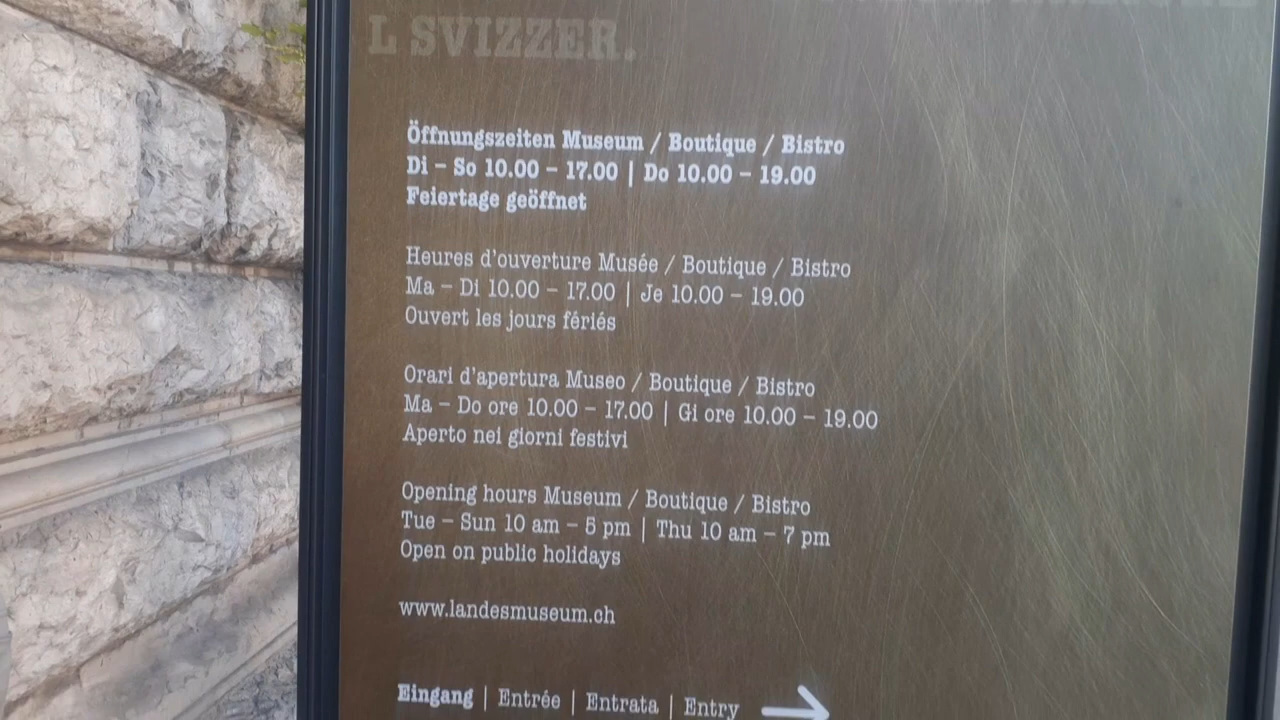 L SVIZZER.
Öffnungszeiten Museum / Boutique / Bistro
Di – So 10.00 – 17.00 | Do 10.00 – 19.00
Feiertage geöffnet
Heures d'ouverture Musée / Boutique / Bistro
Ma – Di 10.00 – 17.00 | Je 10.00 – 19.00
Ouvert les jours fériés
Orari d'apertura Museo / Boutique / Bistro
Ma – Do ore 10.00 – 17.00 | Gi ore 10.00 – 19.00
Aperto nei giorni festivi
Opening hours Museum / Boutique / Bistro
Tue – Sun 10 am – 5 pm | Thu 10 am – 7 pm
Open on public holidays
www.landesmuseum.ch
Eingang | Entrée | Entrata | Entry →